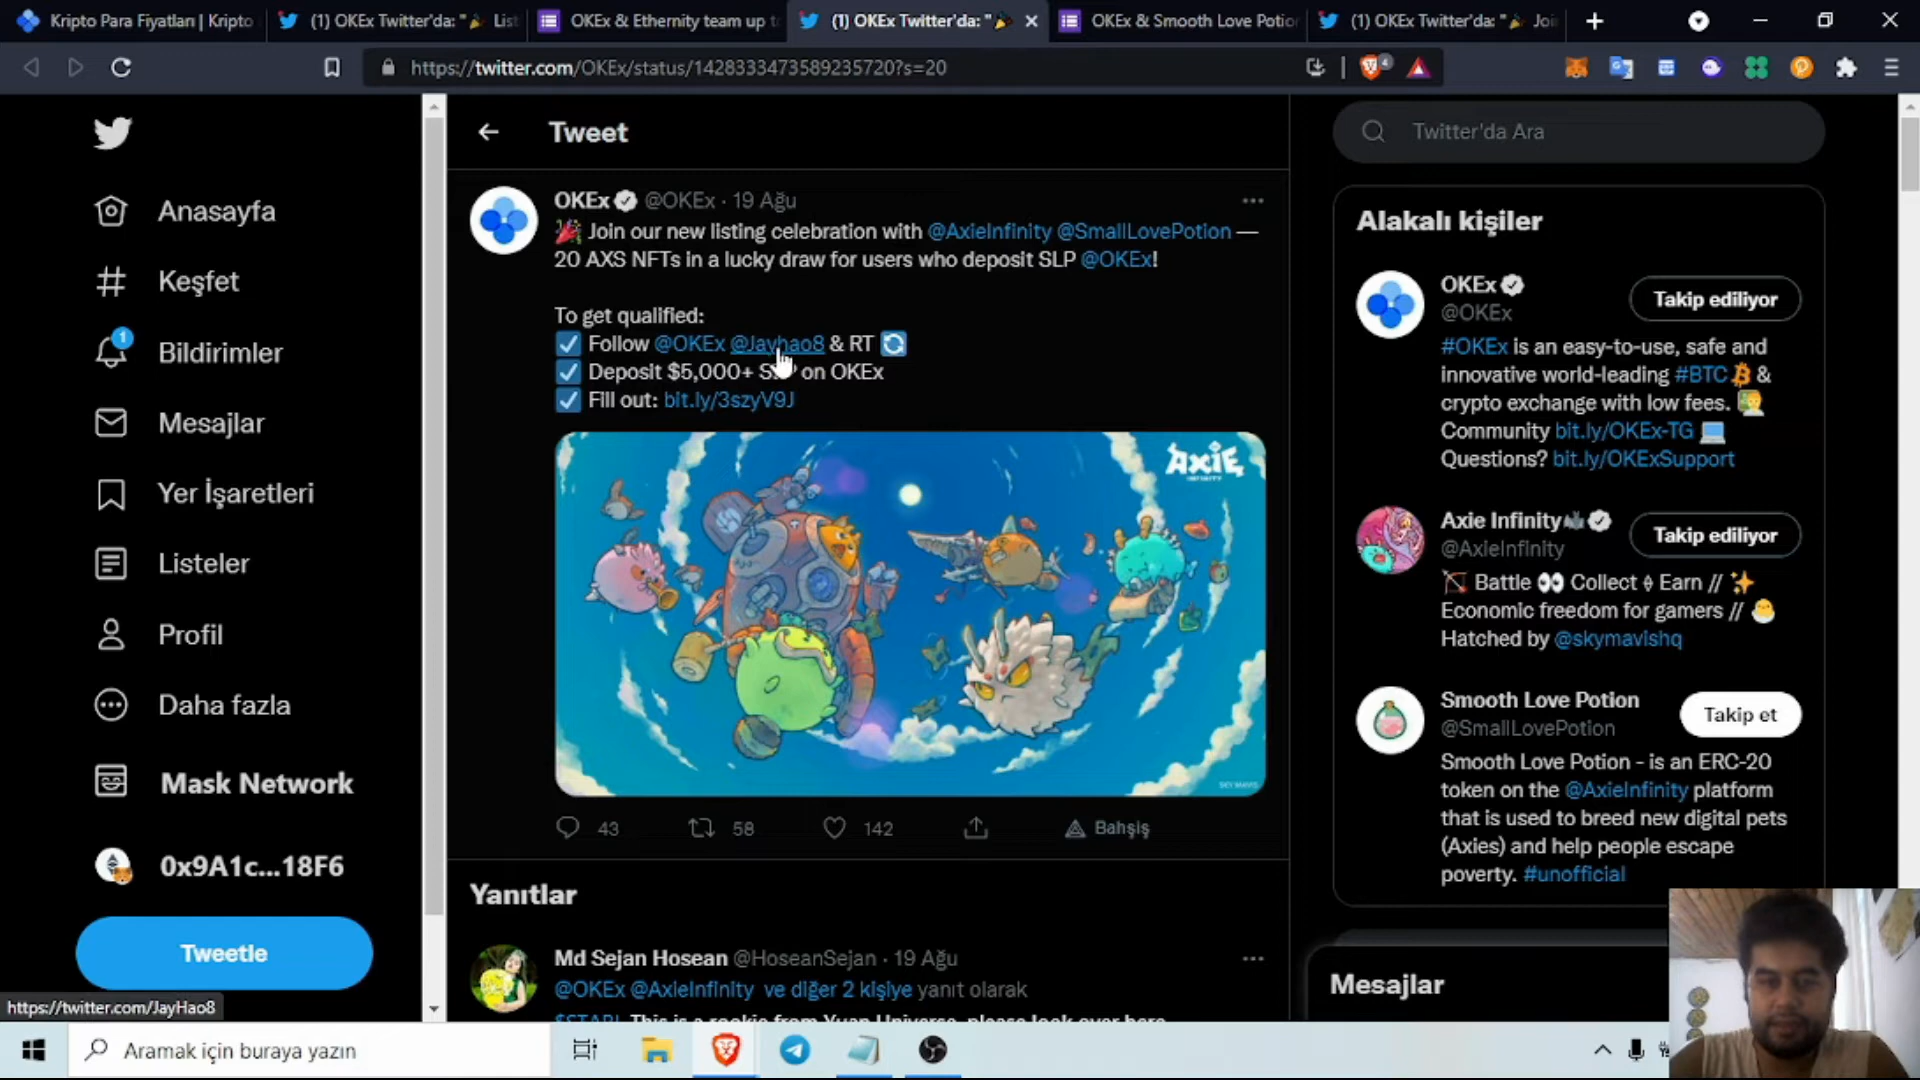 Kripto Para Fiyatları | Kripto
(1) OKEx Twitter'da: "🎉 List
OKEx & Ethernity team up t
(1) OKEx Twitter'da: "🎉
OKEx & Smooth Love Potion
(1) OKEx Twitter'da: "🎉 Joi
https://twitter.com/OKEx/status/1428333473589235720?s=20
4
Anasayfa
Keşfet
1
Bildirimler
Mesajlar
Yer İşaretleri
Listeler
Profil
Daha fazla
Mask Network
0x9A1c...18F6
Tweetle
https://twitter.com/JayHao8
Tweet
OKEx @OKEx · 19 Ağu
🎉 Join our new listing celebration with @AxieInfinity @SmallLovePotion —
20 AXS NFTs in a lucky draw for users who deposit SLP @OKEx!
To get qualified:
☑️ Follow @OKEx @Jayhao8 & RT 🔄
☑️ Deposit $5,000+ on OKEx
☑️ Fill out: bit.ly/3szyV9J
AXIE
INFINITY
SKY MAVIS
43
58
142
Bahşiş
Yanıtlar
Md Sejan Hosean @HoseanSejan · 19 Ağu
@OKEx @AxieInfinity ve diğer 2 kişiye yanıt olarak
$STARL This is a rookie from Yuan Universe, please look over here
Twitter'da Ara
Alakalı kişiler
OKEx
@OKEx
Takip ediliyor
#OKEx is an easy-to-use, safe and
innovative world-leading #BTC &
crypto exchange with low fees.
Community bit.ly/OKEx-TG 💻
Questions? bit.ly/OKExSupport
Axie Infinity
@AxieInfinity
Takip ediliyor
Battle 👀 Collect Earn // ✨
Economic freedom for gamers // 🐣
Hatched by @skymavishq
Smooth Love Potion
@SmallLovePotion
Takip et
Smooth Love Potion - is an ERC-20
token on the @AxieInfinity platform
that is used to breed new digital pets
(Axies) and help people escape
poverty. #unofficial
Mesajlar
Aramak için buraya yazın